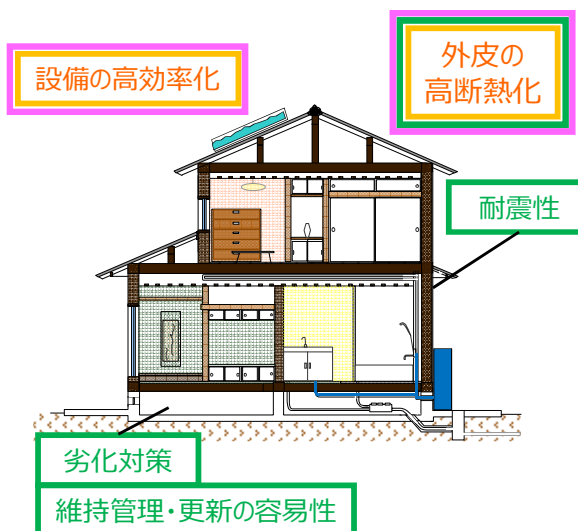 設備の高効率化
外皮の
高断熱化
耐震性
劣化対策
維持管理・更新の容易性